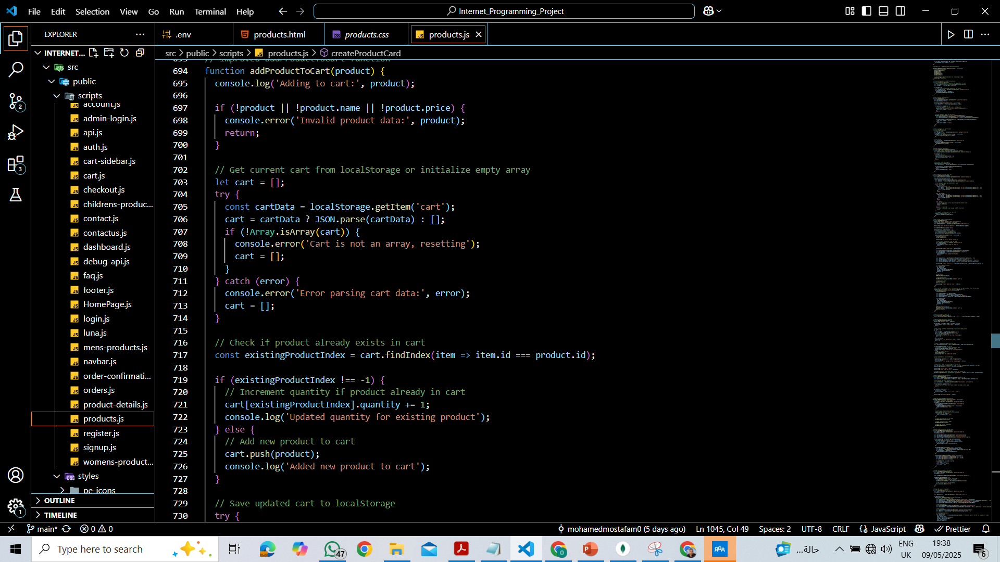 File Edit Selection View Go Run Terminal Help
Internet_Programming_Project
EXPLORER
.env
products.html
products.css
products.js
INTERNET...
src > public > scripts > products.js > createProductCard
src
public
scripts
account.js
admin-login.js
api.js
auth.js
cart-sidebar.js
cart.js
checkout.js
childrens-produc...
contact.js
contactus.js
dashboard.js
debug-api.js
faq.js
footer.js
HomePage.js
login.js
luna.js
mens-products.js
navbar.js
order-confirmati...
orders.js
product-details.js
products.js
register.js
signup.js
womens-product...
styles
pe-icons
OUTLINE
TIMELINE
2
3
1
693 // Improved addProductToCart function
694 function addProductToCart(product) {
695 console.log('Adding to cart:', product);
696
697 if (!product || !product.name || !product.price) {
698 console.error('Invalid product data:', product);
699 return;
700 }
701
702 // Get current cart from localStorage or initialize empty array
703 let cart = [];
704 try {
705 const cartData = localStorage.getItem('cart');
706 cart = cartData ? JSON.parse(cartData) : [];
707 if (!Array.isArray(cart)) {
708 console.error('Cart is not an array, resetting');
709 cart = [];
710 }
711 } catch (error) {
712 console.error('Error parsing cart data:', error);
713 cart = [];
714 }
715
716 // Check if product already exists in cart
717 const existingProductIndex = cart.findIndex(item => item.id === product.id);
718
719 if (existingProductIndex !== -1) {
720 // Increment quantity if product already in cart
721 cart[existingProductIndex].quantity += 1;
722 console.log('Updated quantity for existing product');
723 } else {
724 // Add new product to cart
725 cart.push(product);
726 console.log('Added new product to cart');
727 }
728
729 // Save updated cart to localStorage
730 try {
main* 0 0
mohamedmostafam0 (5 days ago) Ln 1045, Col 49 Spaces: 2 UTF-8 CRLF {} JavaScript Prettier
Type here to search
47
حالة...
ENG
UK
19:38
09/05/2025
6